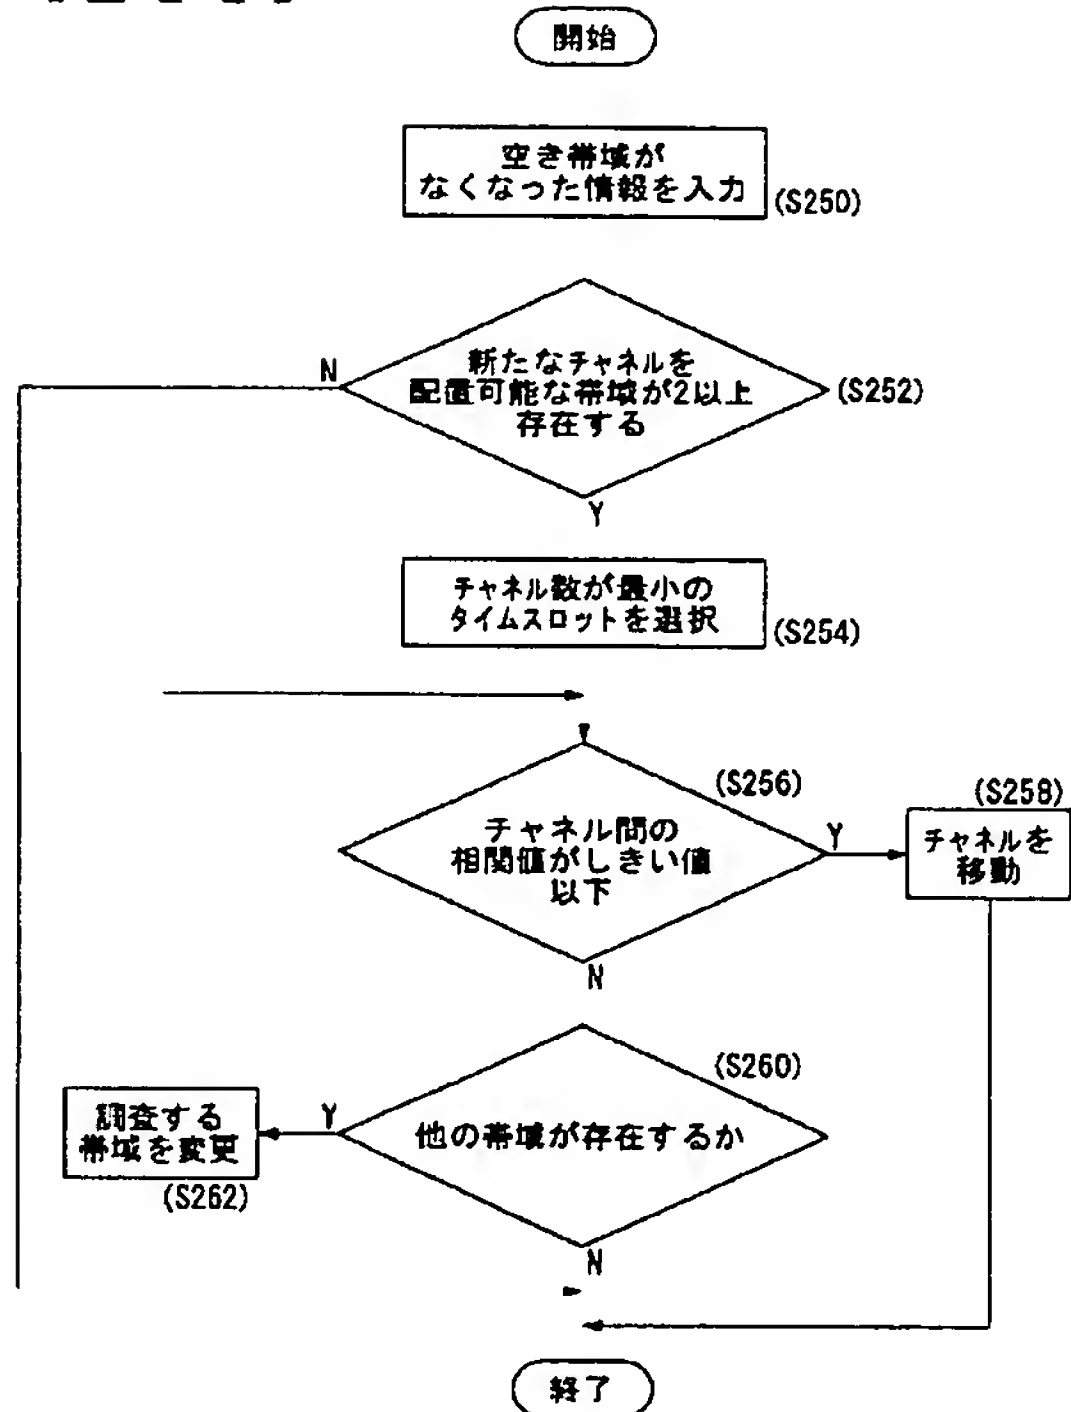 開始
空き帯域が
なくなった情報を入力
(S250)
新たなチャネルを
配置可能な帯域が2以上
存在する
(S252)
N
Y
チャネル数が最小の
タイムスロットを選択
(S254)
(S256)
チャネル間の
相関値がしきい値
以下
Y
N
(S258)
チャネルを
移動
(S260)
他の帯域が存在するか
Y
N
調査する
帯域を変更
(S262)
終了